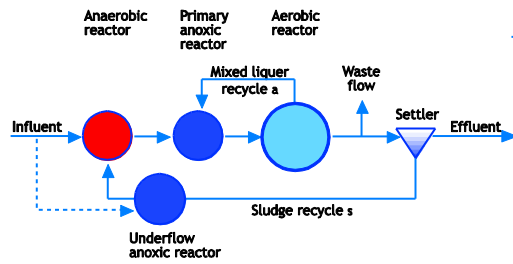 Anaerobic
reactor
Primary
anoxic
reactor
Aerobic
reactor
Mixed liquer
recycle a
Waste
flow
Settler
Influent
Effluent
Sludge recycle s
Underflow
anoxic reactor